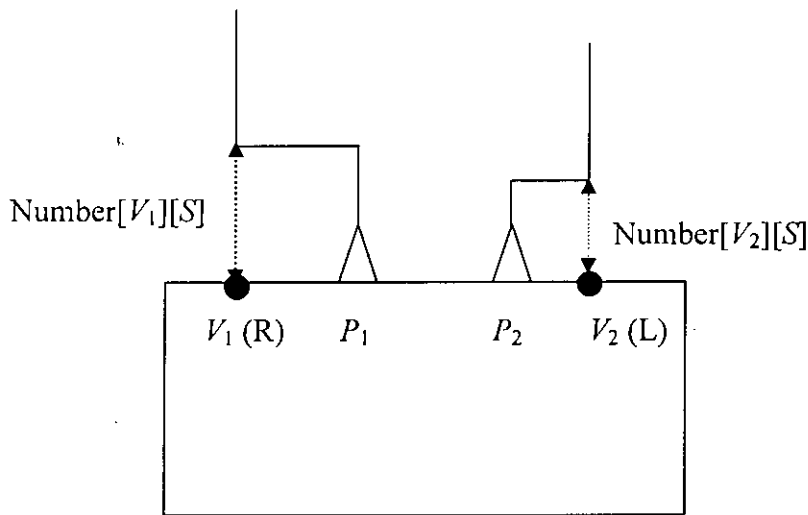 Number[V₁][S]
Number[V₂][S]
V₁ (R) P₁ P₂ V₂ (L)